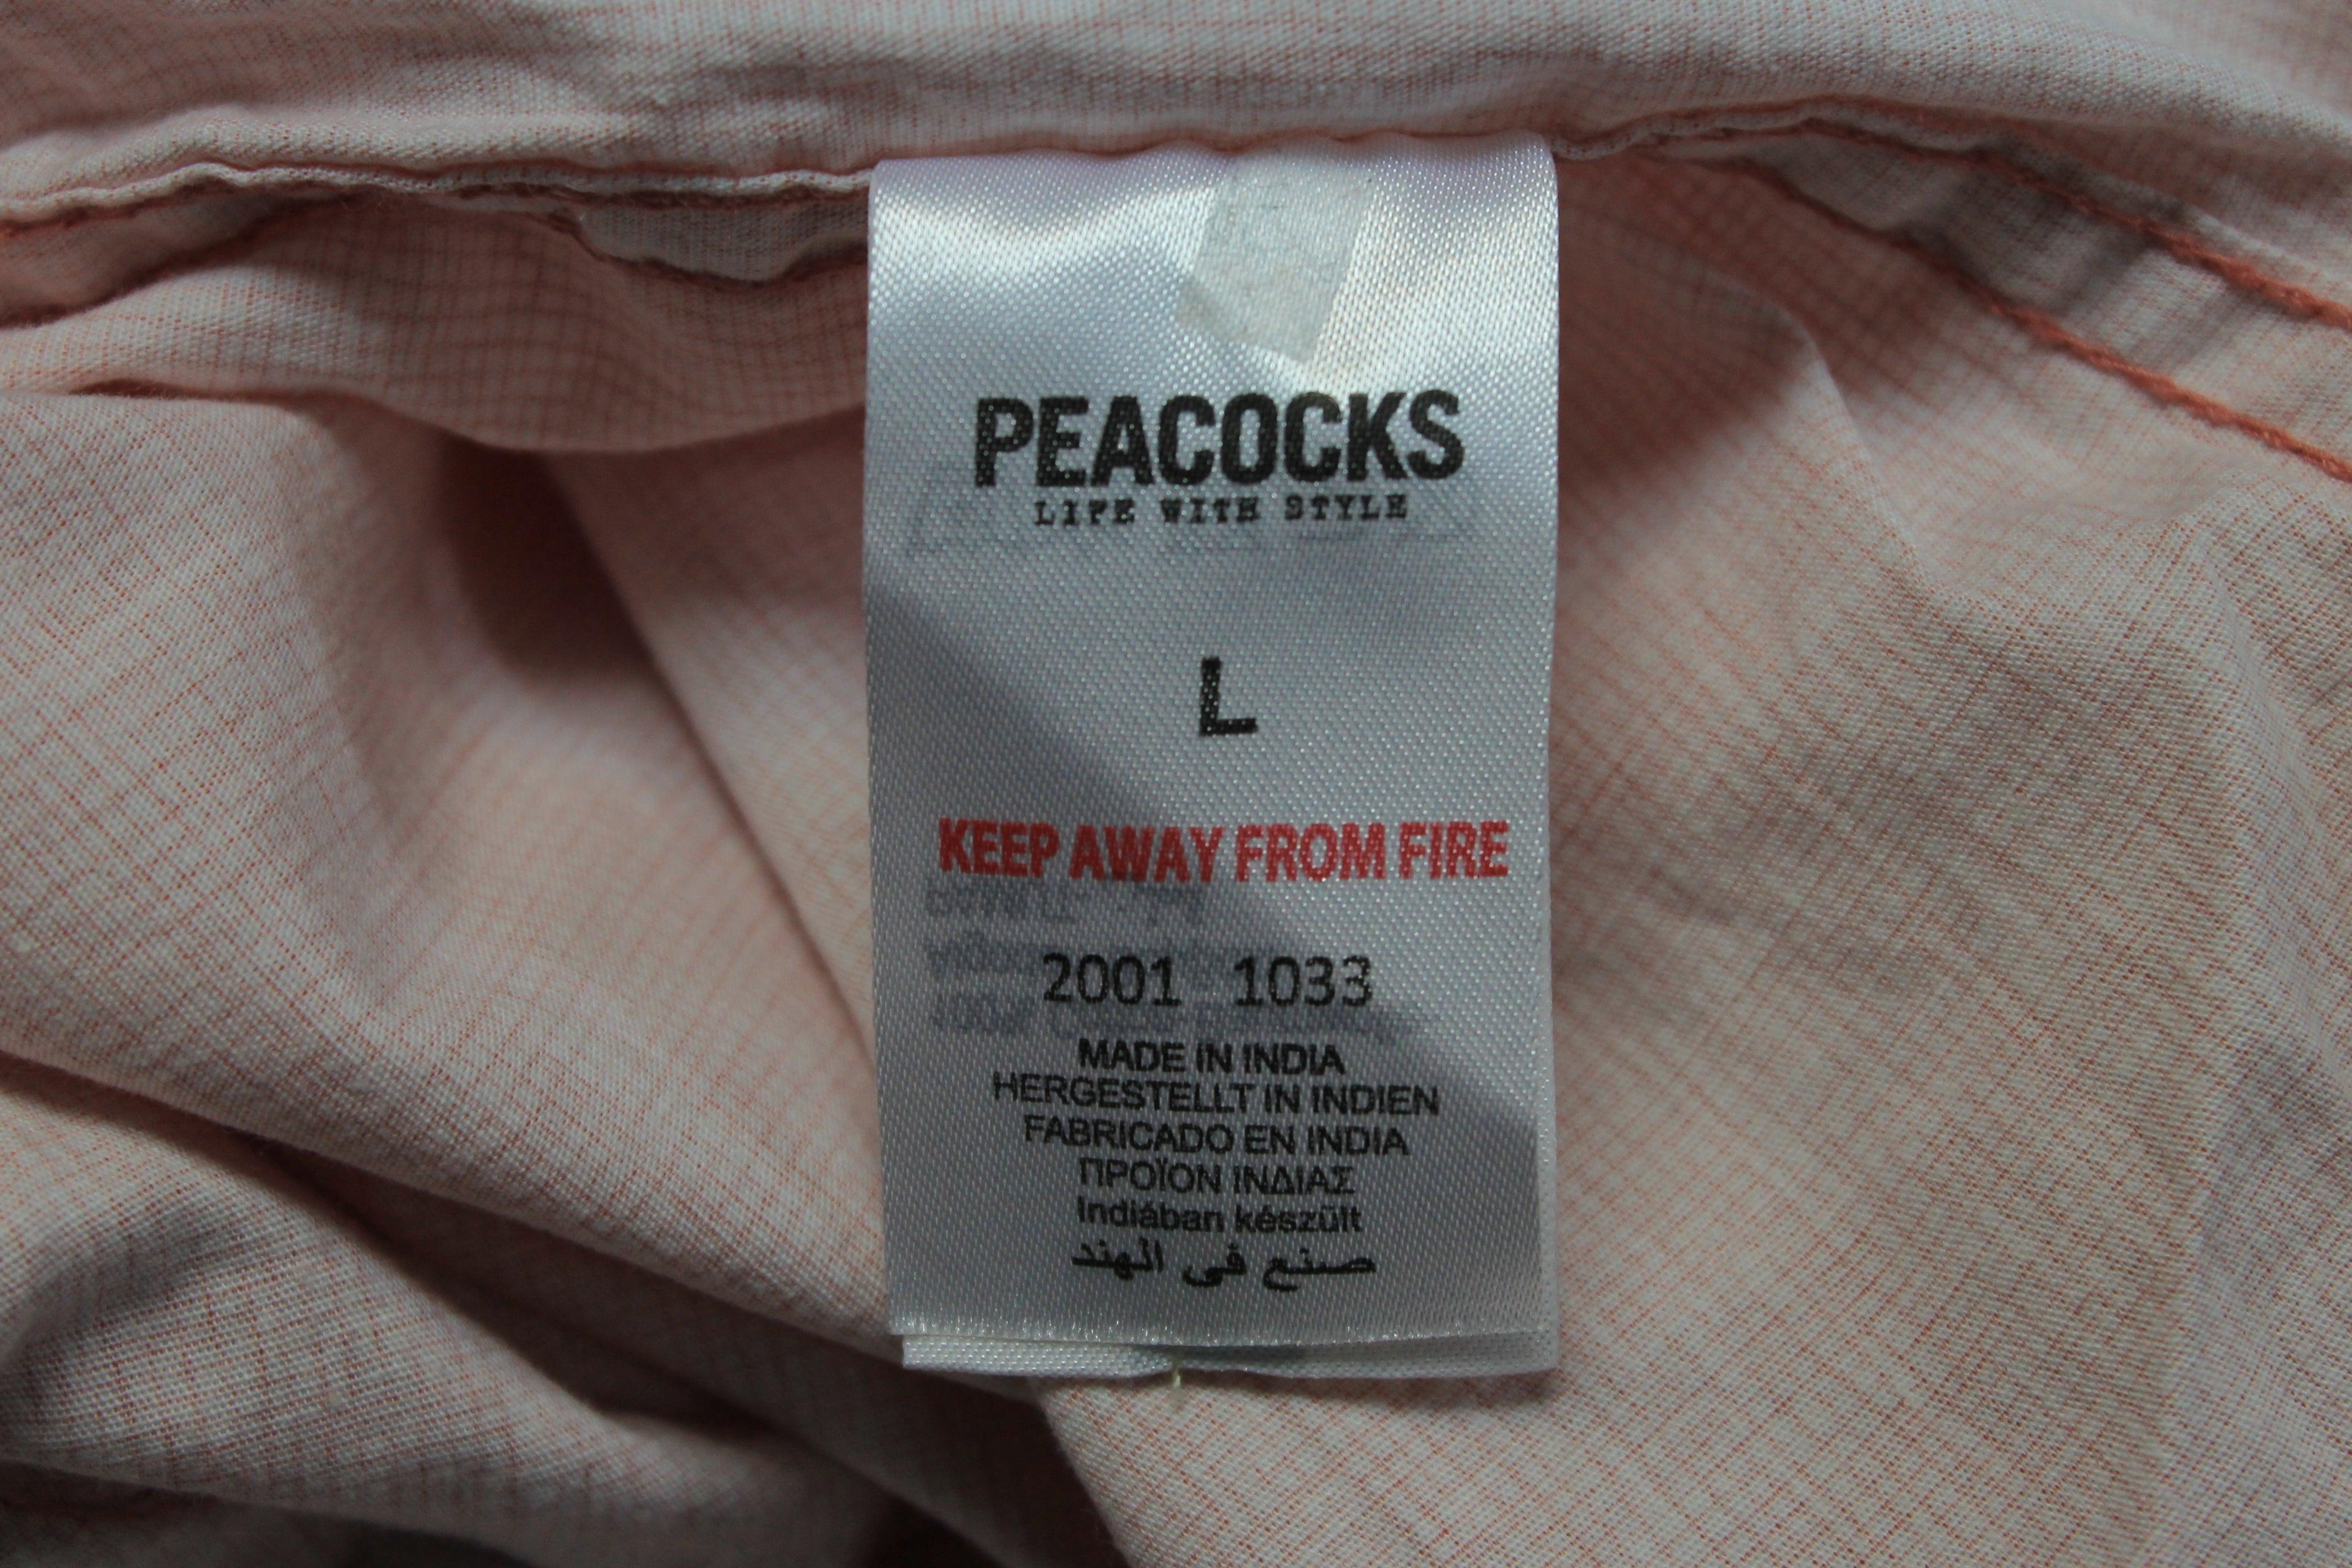 PEACOCKS
LIFE WITH STYLE
L
KEEP AWAY FROM FIRE
2001 1033
MADE IN INDIA
HERGESTELLT IN INDIEN
FABRICADO EN INDIA
ΠΡΟΪΟΝ ΙΝΔΙΑΣ
Indiában készült
صنع في الهند